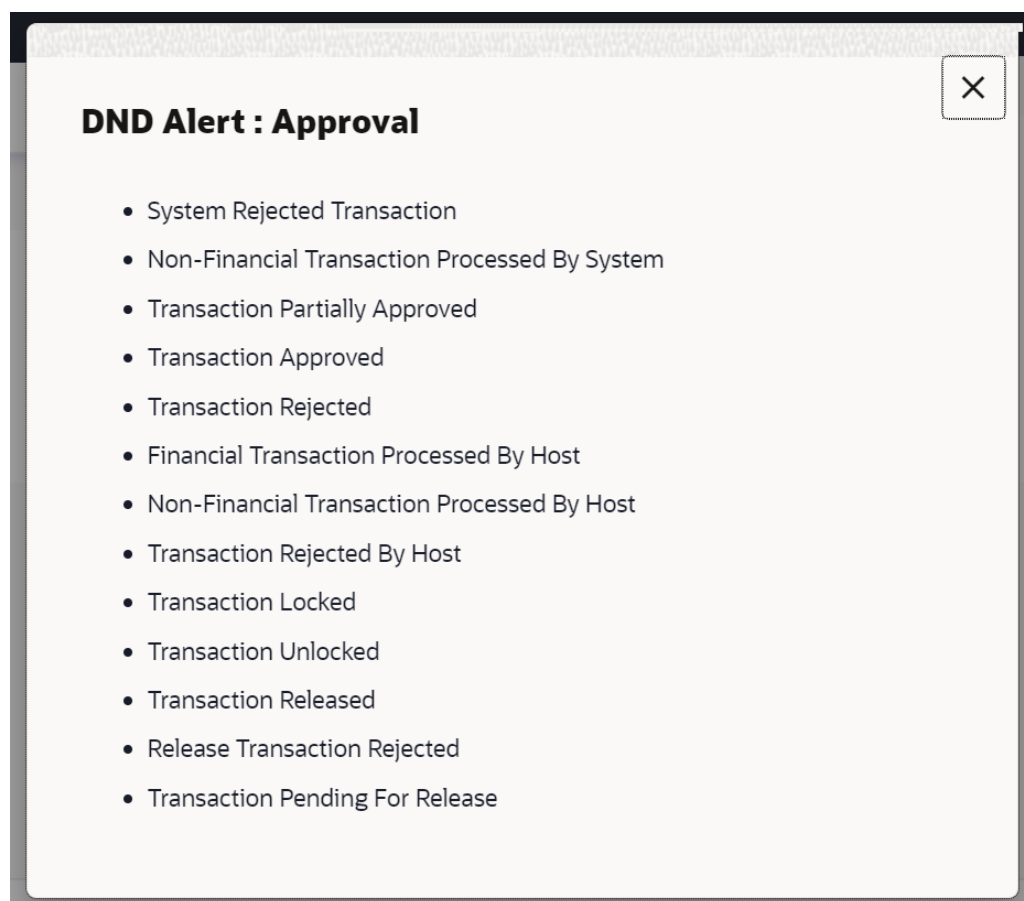 DND Alert : Approval
• System Rejected Transaction
• Non-Financial Transaction Processed By System
• Transaction Partially Approved
• Transaction Approved
• Transaction Rejected
• Financial Transaction Processed By Host
• Non-Financial Transaction Processed By Host
• Transaction Rejected By Host
• Transaction Locked
• Transaction Unlocked
• Transaction Released
• Release Transaction Rejected
• Transaction Pending For Release